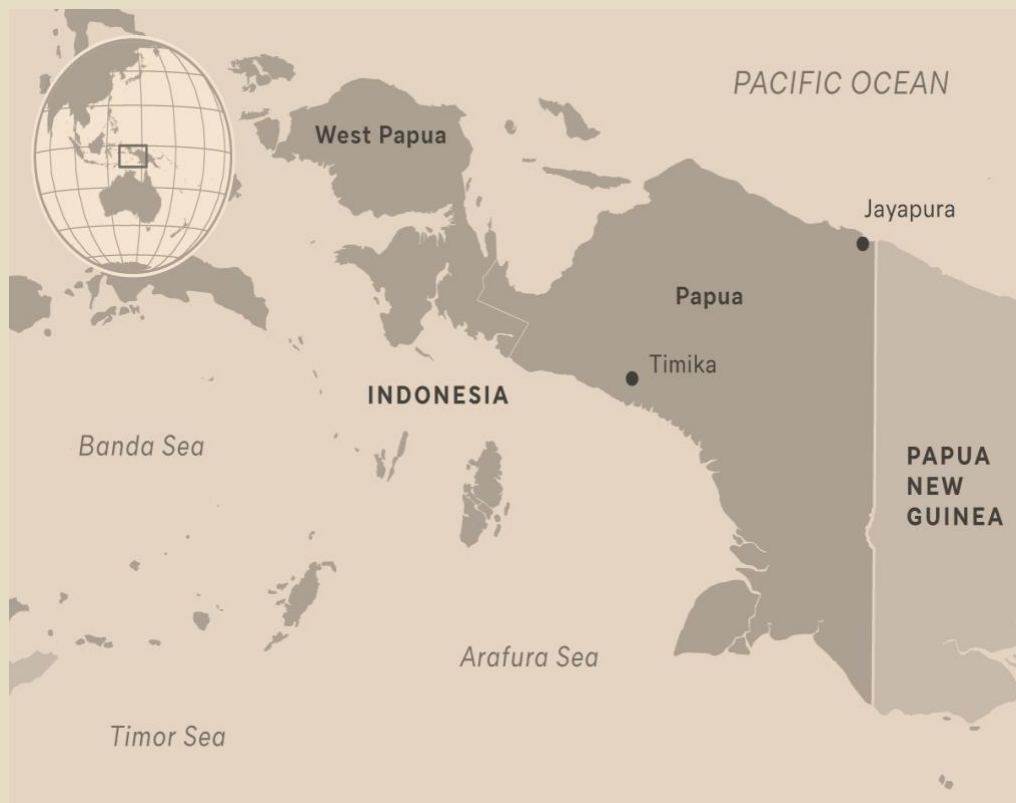 PACIFIC OCEAN
West Papua
Jayapura
Papua
Timika
INDONESIA
Banda Sea
PAPUA
NEW
GUINEA
Arafura Sea
Timor Sea